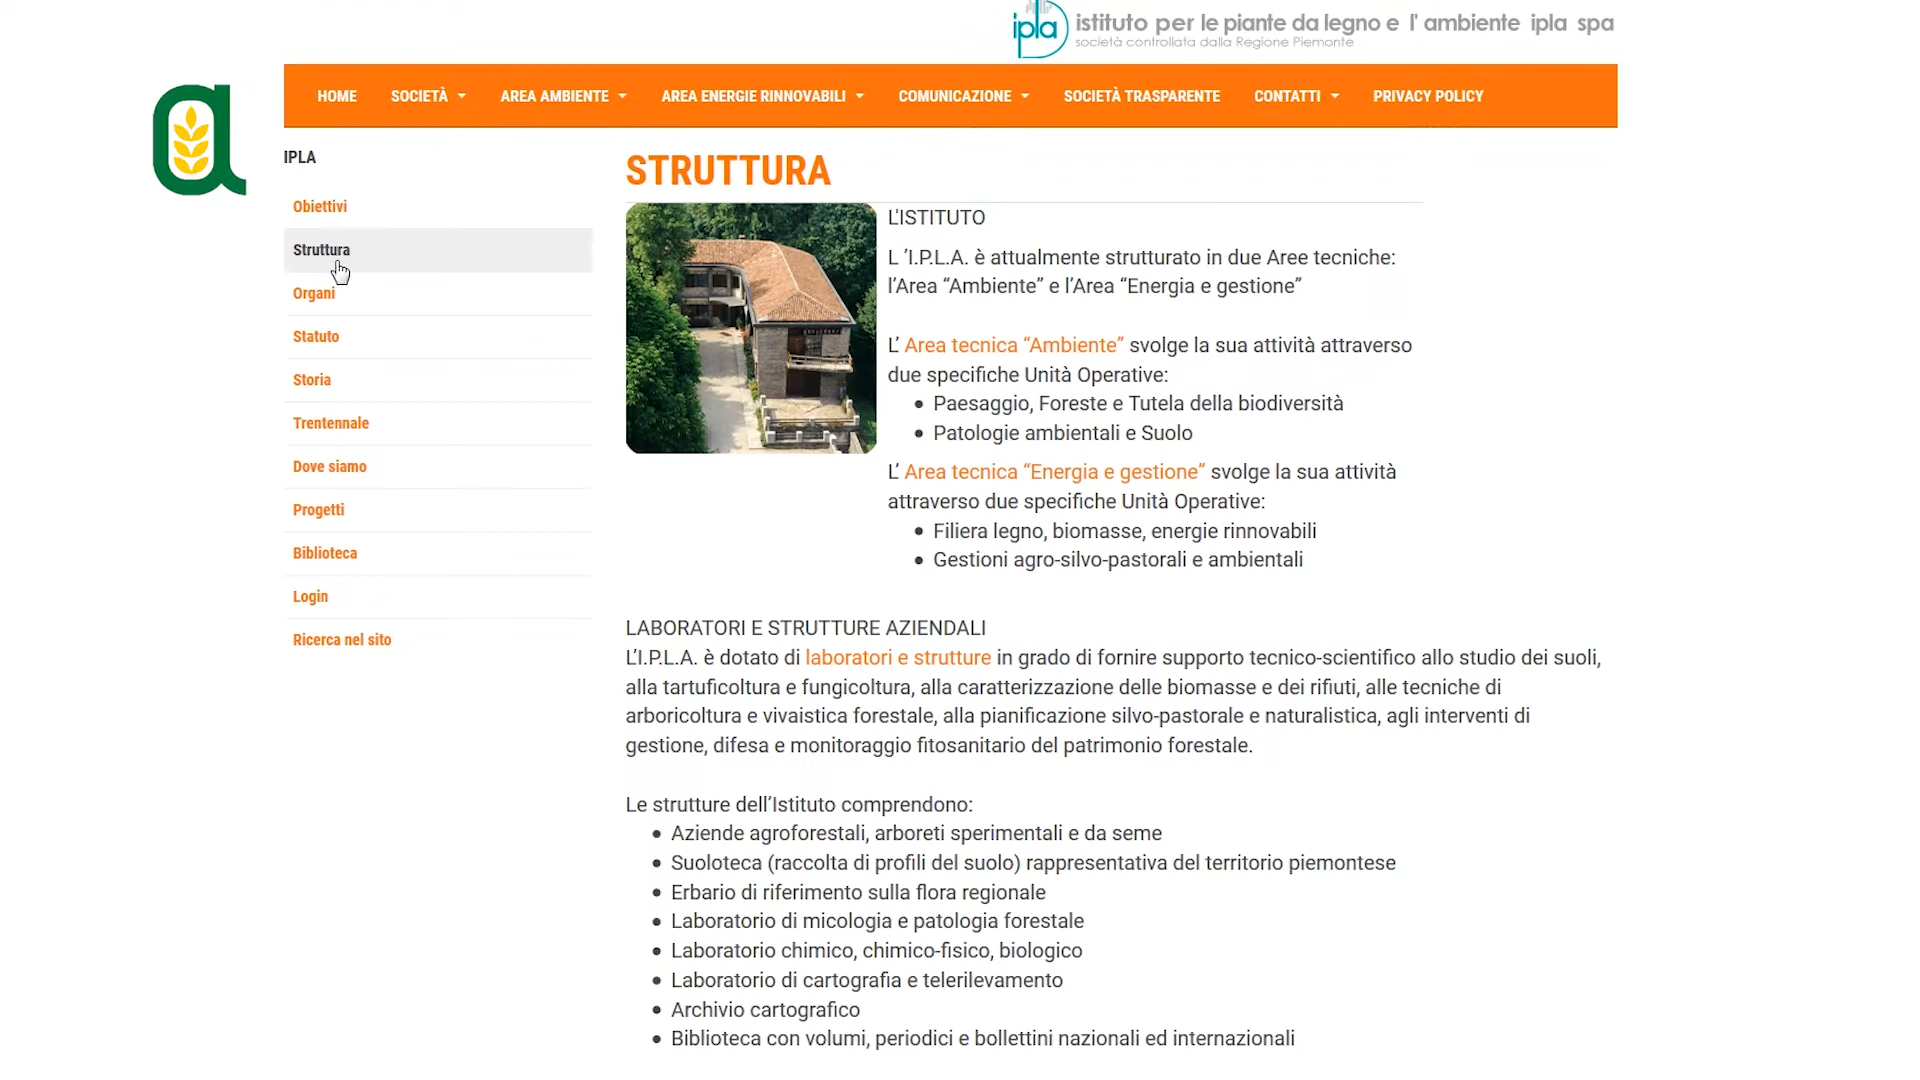 ipla
istituto per le piante da legno e l' ambiente ipla spa
società controllata dalla Regione Piemonte
HOME SOCIETÀ AREA AMBIENTE AREA ENERGIE RINNOVABILI COMUNICAZIONE SOCIETÀ TRASPARENTE CONTATTI PRIVACY POLICY
a
IPLA
Obiettivi
Struttura
Organi
Statuto
Storia
Trentennale
Dove siamo
Progetti
Biblioteca
Login
Ricerca nel sito
STRUTTURA
L'ISTITUTO
L ’I.P.L.A. è attualmente strutturato in due Aree tecniche:
l’Area “Ambiente” e l’Area “Energia e gestione”
L’ Area tecnica “Ambiente” svolge la sua attività attraverso
due specifiche Unità Operative:
• Paesaggio, Foreste e Tutela della biodiversità
• Patologie ambientali e Suolo
L’ Area tecnica “Energia e gestione” svolge la sua attività
attraverso due specifiche Unità Operative:
• Filiera legno, biomasse, energie rinnovabili
• Gestioni agro-silvo-pastorali e ambientali
LABORATORI E STRUTTURE AZIENDALI
L’I.P.L.A. è dotato di laboratori e strutture in grado di fornire supporto tecnico-scientifico allo studio dei suoli,
alla tartuficoltura e fungicoltura, alla caratterizzazione delle biomasse e dei rifiuti, alle tecniche di
arboricoltura e vivaistica forestale, alla pianificazione silvo-pastorale e naturalistica, agli interventi di
gestione, difesa e monitoraggio fitosanitario del patrimonio forestale.
Le strutture dell’Istituto comprendono:
• Aziende agroforestali, arboreti sperimentali e da seme
• Suoloteca (raccolta di profili del suolo) rappresentativa del territorio piemontese
• Erbario di riferimento sulla flora regionale
• Laboratorio di micologia e patologia forestale
• Laboratorio chimico, chimico-fisico, biologico
• Laboratorio di cartografia e telerilevamento
• Archivio cartografico
• Biblioteca con volumi, periodici e bollettini nazionali ed internazionali